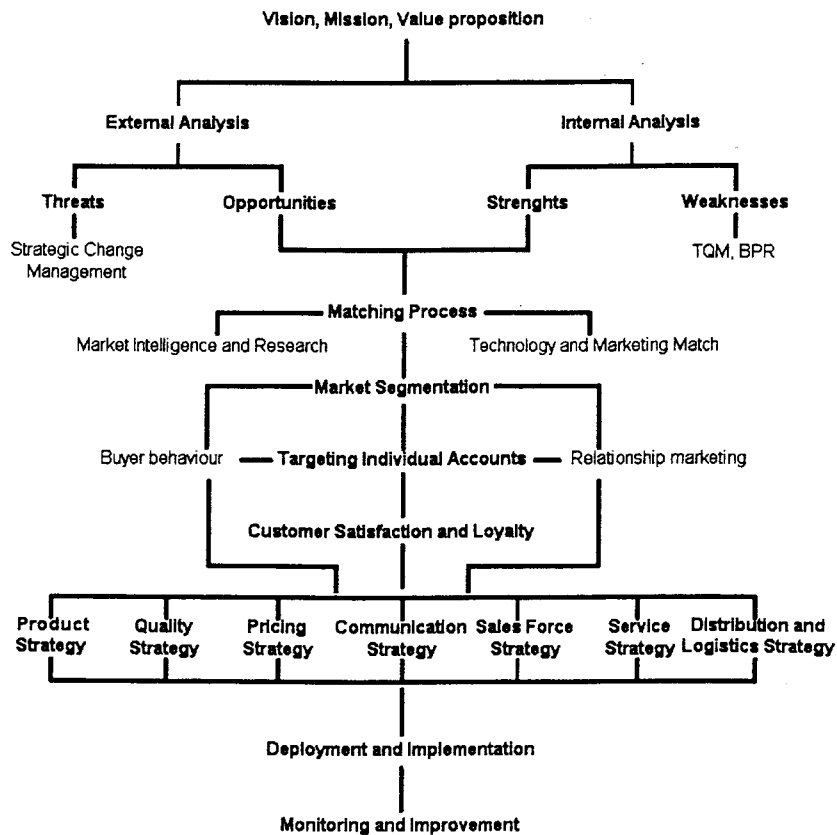 Vision, Mission, Value proposition
External Analysis
Internal Analysis
Threats
Opportunities
Strenghts
Weaknesses
Strategic Change
Management
TQM, BPR
Matching Process
Market Intelligence and Research
Technology and Marketing Match
Market Segmentation
Buyer behaviour
Targeting Individual Accounts
Relationship marketing
Customer Satisfaction and Loyalty
Product
Strategy
Quality
Strategy
Pricing
Strategy
Communication
Strategy
Sales Force
Strategy
Service
Strategy
Distribution and
Logistics Strategy
Deployment and Implementation
Monitoring and Improvement